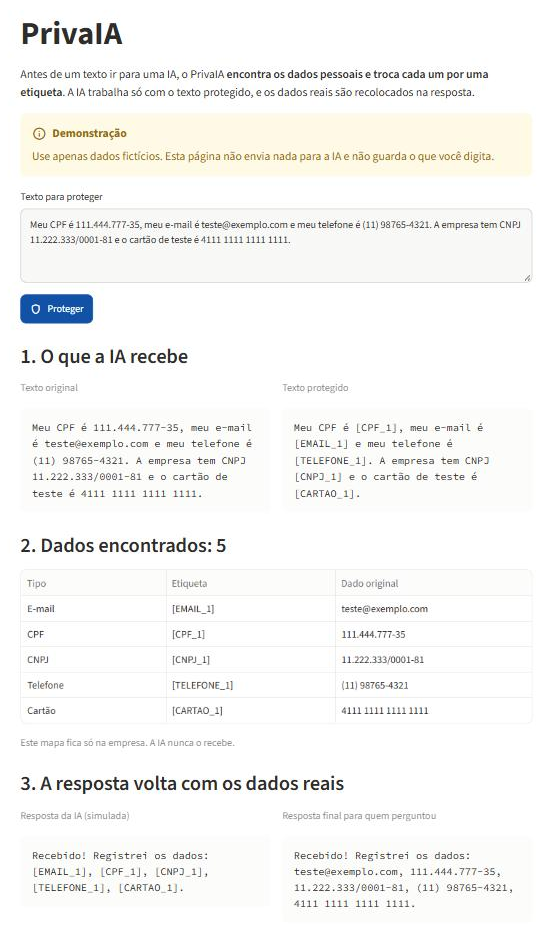 PrivaIA
Antes de um texto ir para uma IA, o PrivaIA encontra os dados pessoais e troca cada um por uma
etiqueta. A IA trabalha só com o texto protegido, e os dados reais são recolocados na resposta.
Demonstração
Use apenas dados fictícios. Esta página não envia nada para a IA e não guarda o que você digita.
Texto para proteger
Meu CPF é 111.444.777-35, meu e-mail é teste@exemplo.com e meu telefone é (11) 98765-4321. A empresa tem CNPJ
11.222.333/0001-81 e o cartão de teste é 4111 1111 1111 1111.
Proteger
1. O que a IA recebe
Texto original
Meu CPF é 111.444.777-35, meu e-mail
é teste@exemplo.com e meu telefone é
(11) 98765-4321. A empresa tem CNPJ
11.222.333/0001-81 e o cartão de
teste é 4111 1111 1111 1111.
Texto protegido
Meu CPF é [CPF_1], meu e-mail é
[EMAIL_1] e meu telefone é
[TELEFONE_1]. A empresa tem CNPJ
[CNPJ_1] e o cartão de teste é
[CARTAO_1].
2. Dados encontrados: 5
Tipo Etiqueta Dado original
E-mail [EMAIL_1] teste@exemplo.com
CPF [CPF_1] 111.444.777-35
CNPJ [CNPJ_1] 11.222.333/0001-81
Telefone [TELEFONE_1] (11) 98765-4321
Cartão [CARTAO_1] 4111 1111 1111 1111
Este mapa fica só na empresa. A IA nunca o recebe.
3. A resposta volta com os dados reais
Resposta da IA (simulada)
Recebido! Registrei os dados:
[EMAIL_1], [CPF_1], [CNPJ_1],
[TELEFONE_1], [CARTAO_1].
Resposta final para quem perguntou
Recebido! Registrei os dados:
teste@exemplo.com, 111.444.777-35,
11.222.333/0001-81, (11) 98765-4321,
4111 1111 1111 1111.